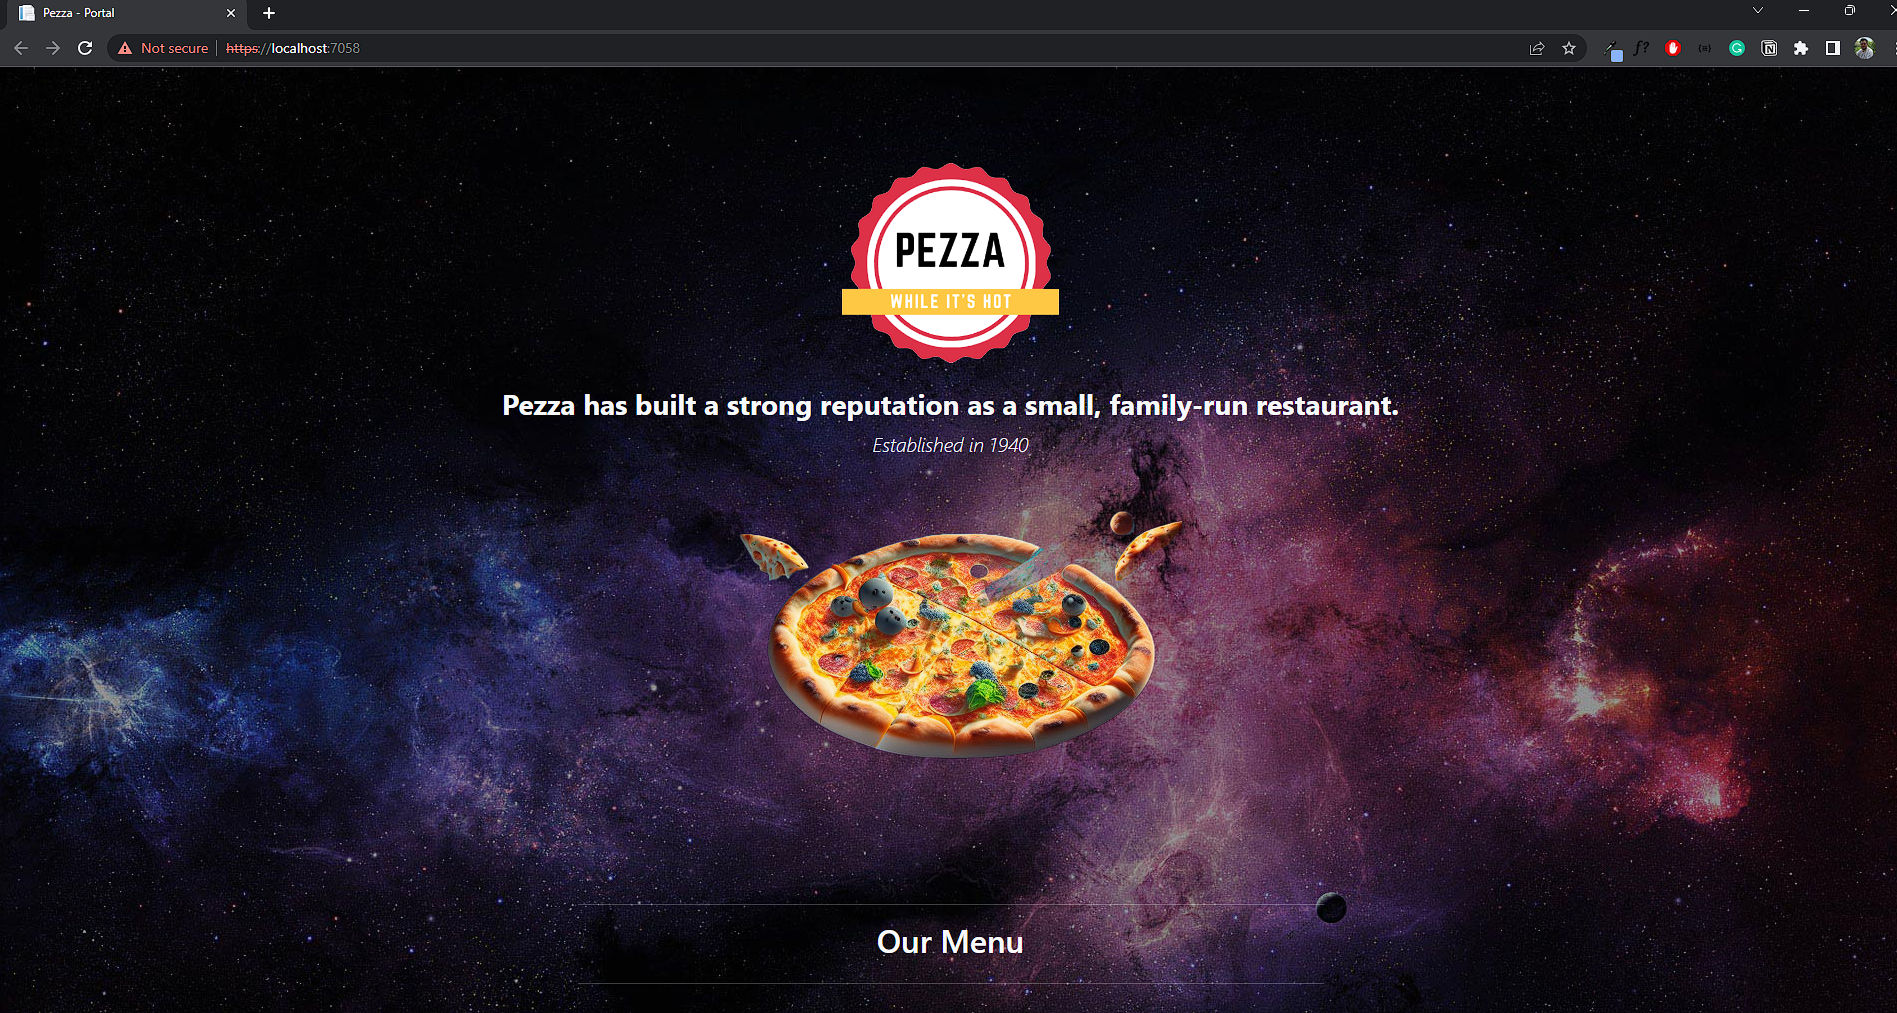 Pezza - Portal
Not secure
https://localhost:7058
f?
PEZZA
WHILE IT'S HOT
Pezza has built a strong reputation as a small, family-run restaurant.
Established in 1940
Our Menu